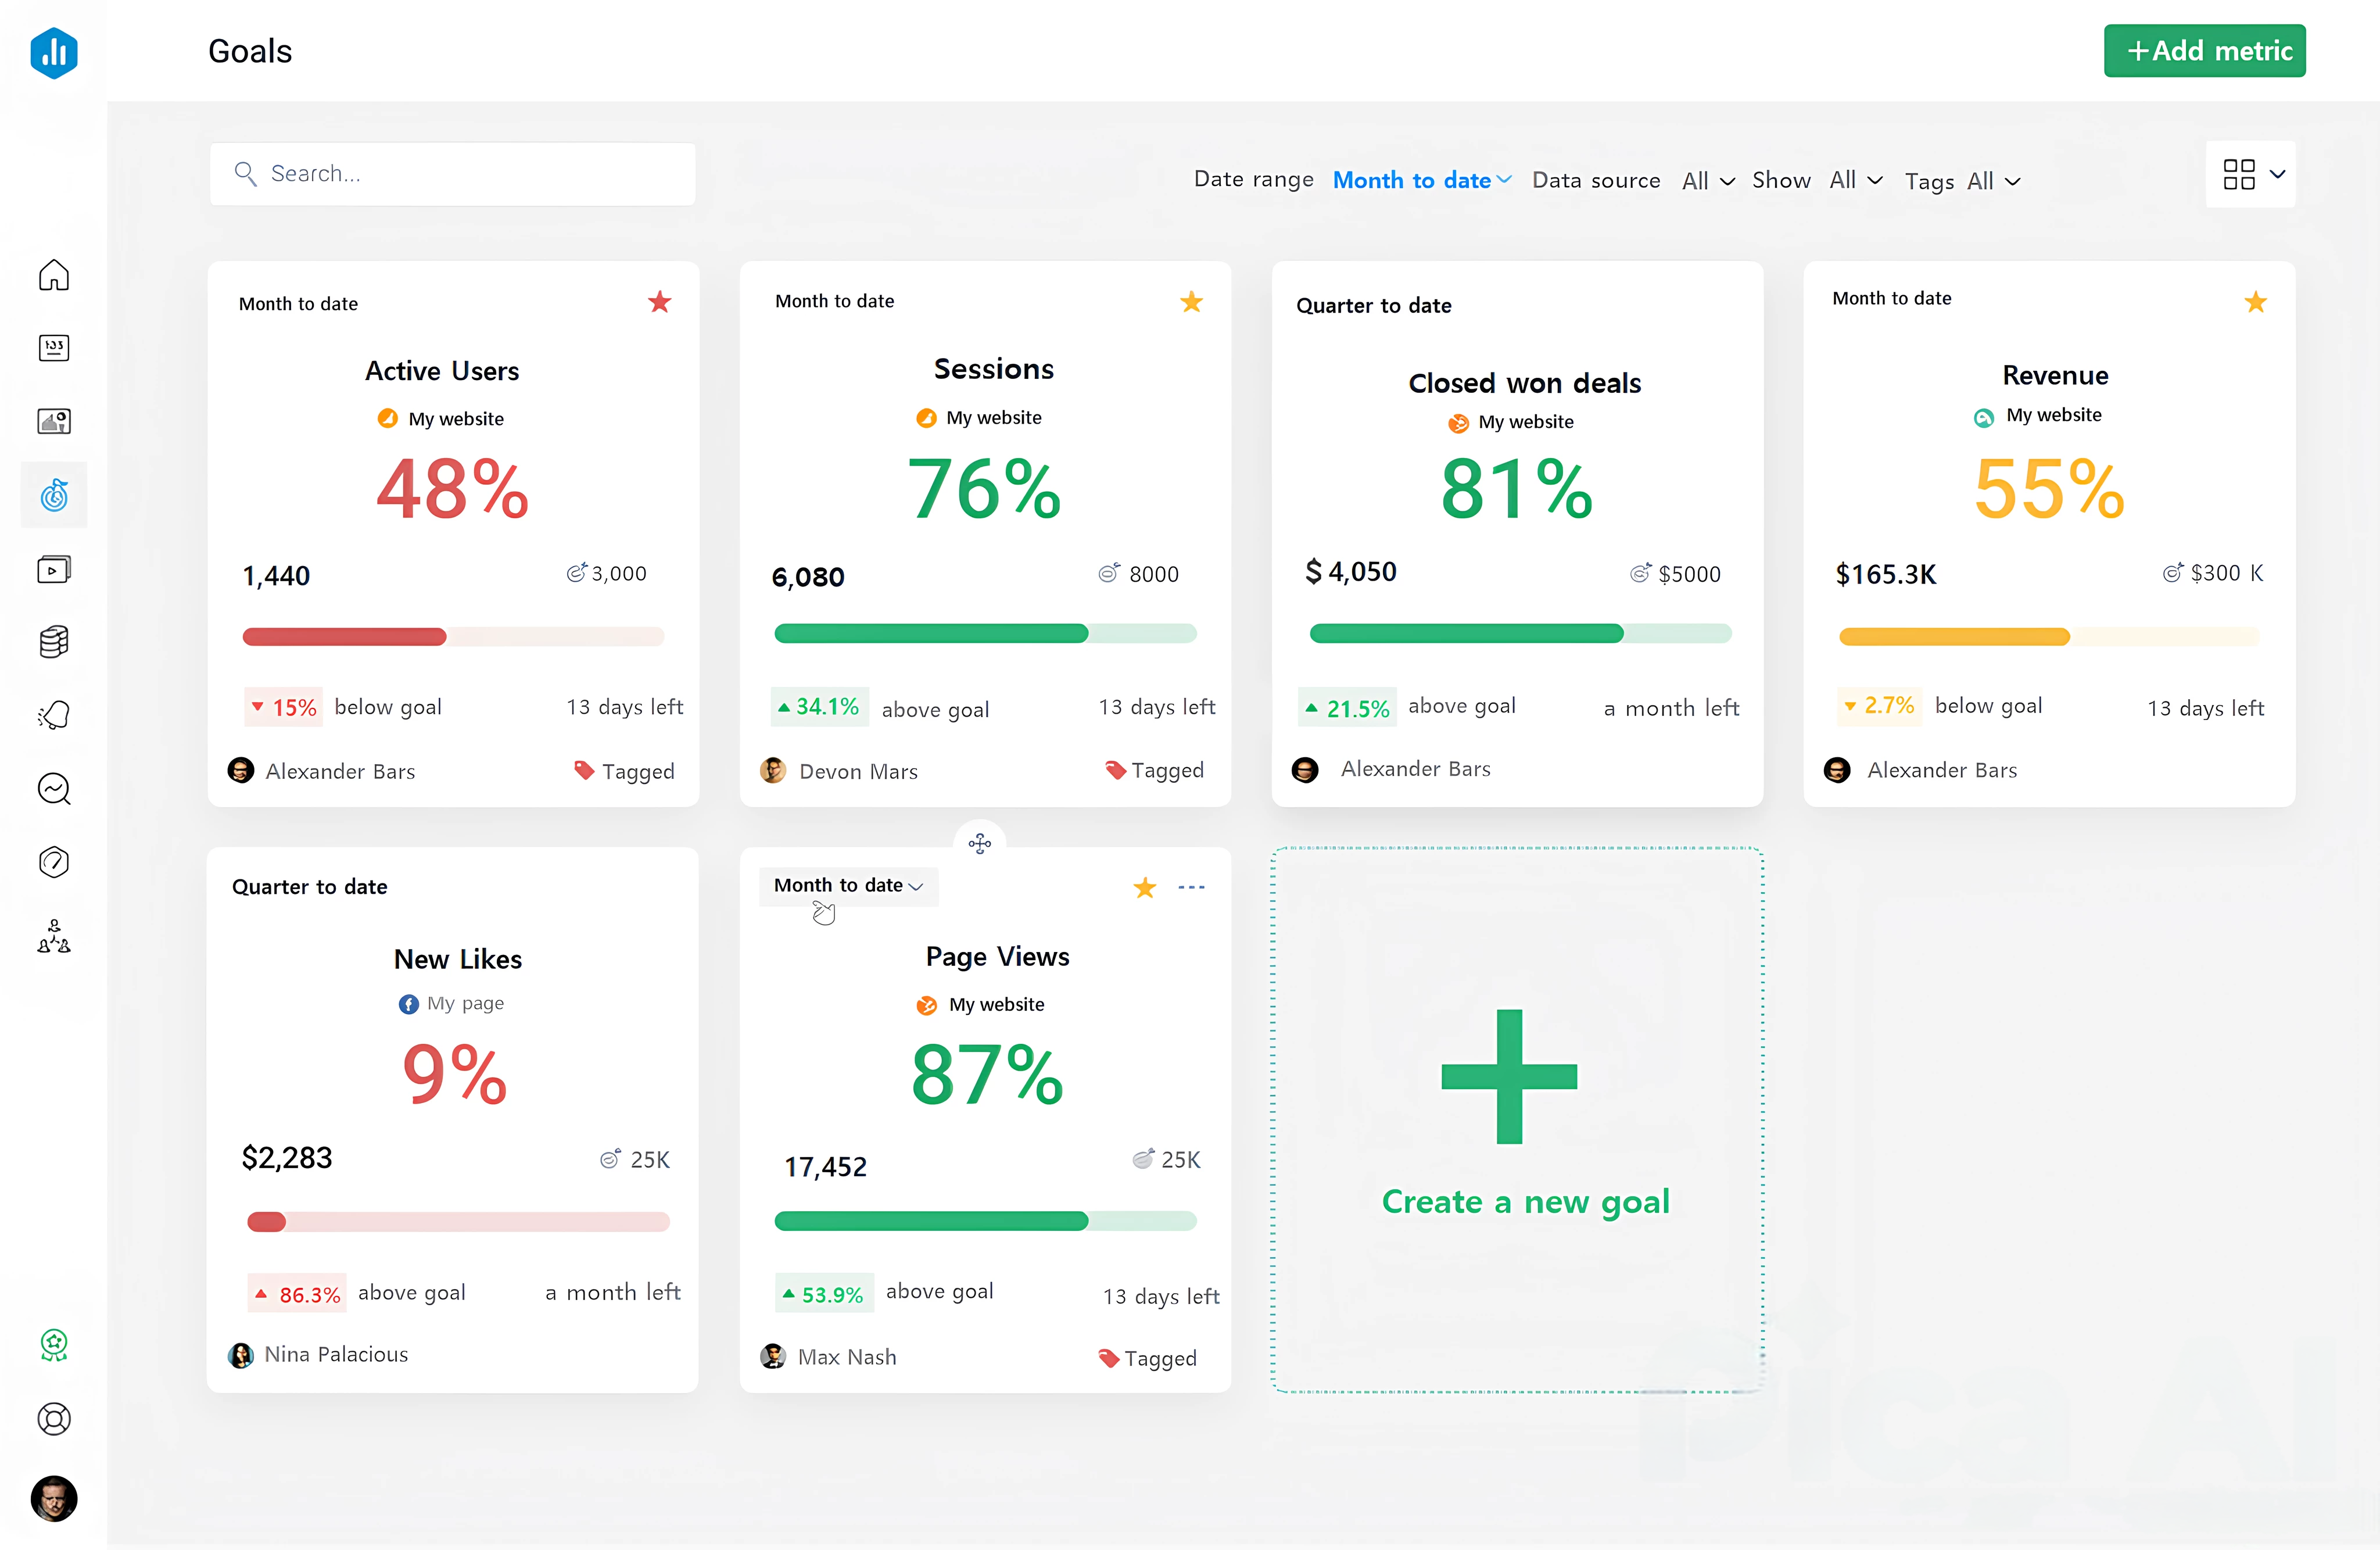 Goals
+Add metric
Search...
Date range Month to date Data source All Show All Tags All
Month to date
Active Users
My website
48%
1,440 3,000
15% below goal 13 days left
Alexander Bars Tagged
Month to date
Sessions
My website
76%
6,080 8000
34.1% above goal 13 days left
Devon Mars Tagged
Quarter to date
Closed won deals
My website
81%
$ 4,050 $5000
21.5% above goal a month left
Alexander Bars
Month to date
Revenue
My website
55%
$165.3K $300 K
2.7% below goal 13 days left
Alexander Bars
Quarter to date
New Likes
My page
9%
$2,283 25K
86.3% above goal a month left
Nina Palacious
Month to date
Page Views
My website
87%
17,452 25K
53.9% above goal 13 days left
Max Nash Tagged
Create a new goal
Pica AI